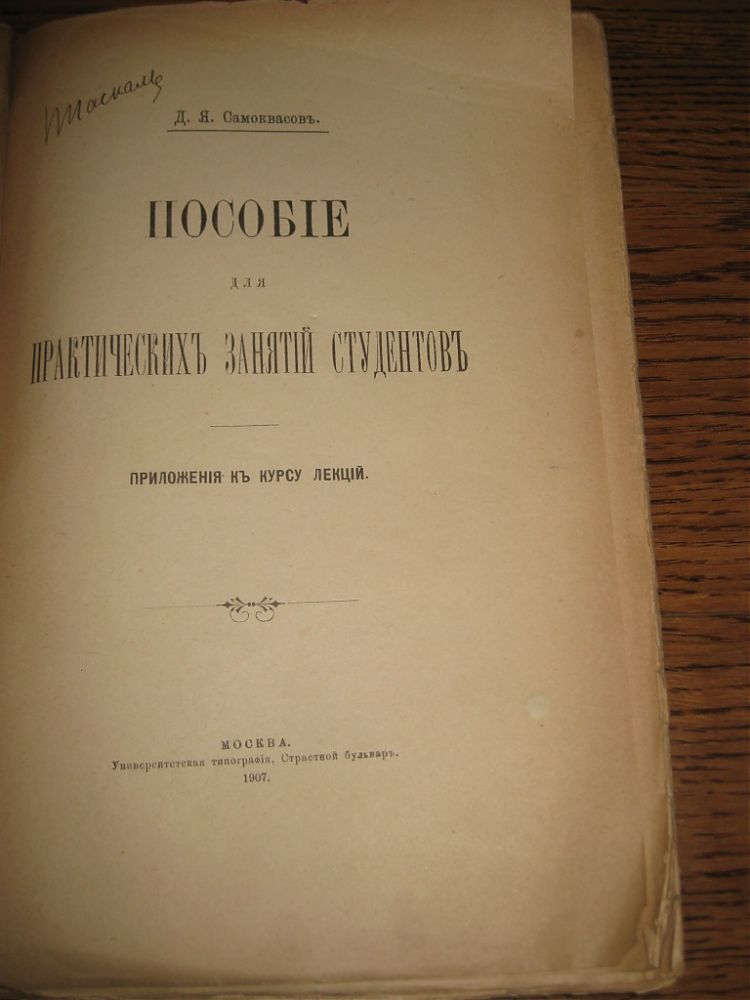 Д. Я. Самоквасовъ.
ПОСОБІЕ
ДЛЯ
ПРАКТИЧЕСКИХЪ ЗАНЯТІЙ СТУДЕНТОВЪ
ПРИЛОЖЕНІЯ КЪ КУРСУ ЛЕКЦІЙ.
МОСКВА.
Университетская типографія, Страстной бульваръ.
1907.